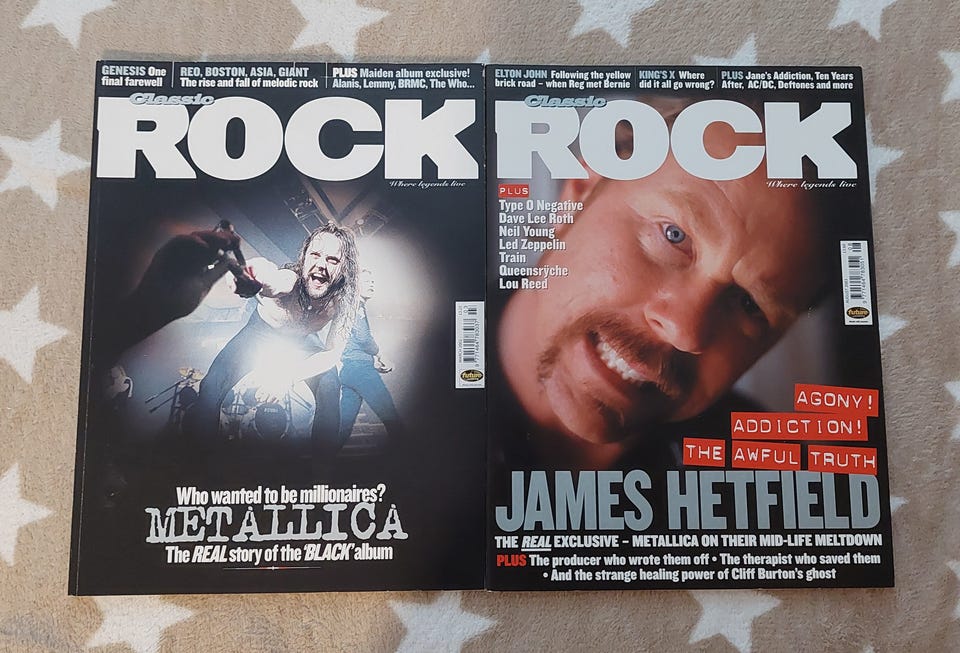 GENESIS One
final farewell
REO, BOSTON, ASIA, GIANT
The rise and fall of melodic rock
PLUS Maiden album exclusive!
Alanis, Lemmy, BRMC, The Who...
Classic
ROCK
Where legends live
future
Who wanted to be millionaires?
METALLICA
The REAL story of the 'BLACK' album
ELTON JOHN Following the yellow
brick road – when Reg met Bernie
KING'S X Where
did it all go wrong?
PLUS Jane's Addiction, Ten Years
After, AC/DC, Deftones and more
Classic
ROCK
Where legends live
PLUS
Type O Negative
Dave Lee Roth
Neil Young
Led Zeppelin
Train
Queensrÿche
Lou Reed
future
AGONY!
ADDICTION!
THE AWFUL TRUTH
JAMES HETFIELD
THE REAL EXCLUSIVE – METALLICA ON THEIR MID-LIFE MELTDOWN
PLUS The producer who wrote them off • The therapist who saved them
• And the strange healing power of Cliff Burton's ghost